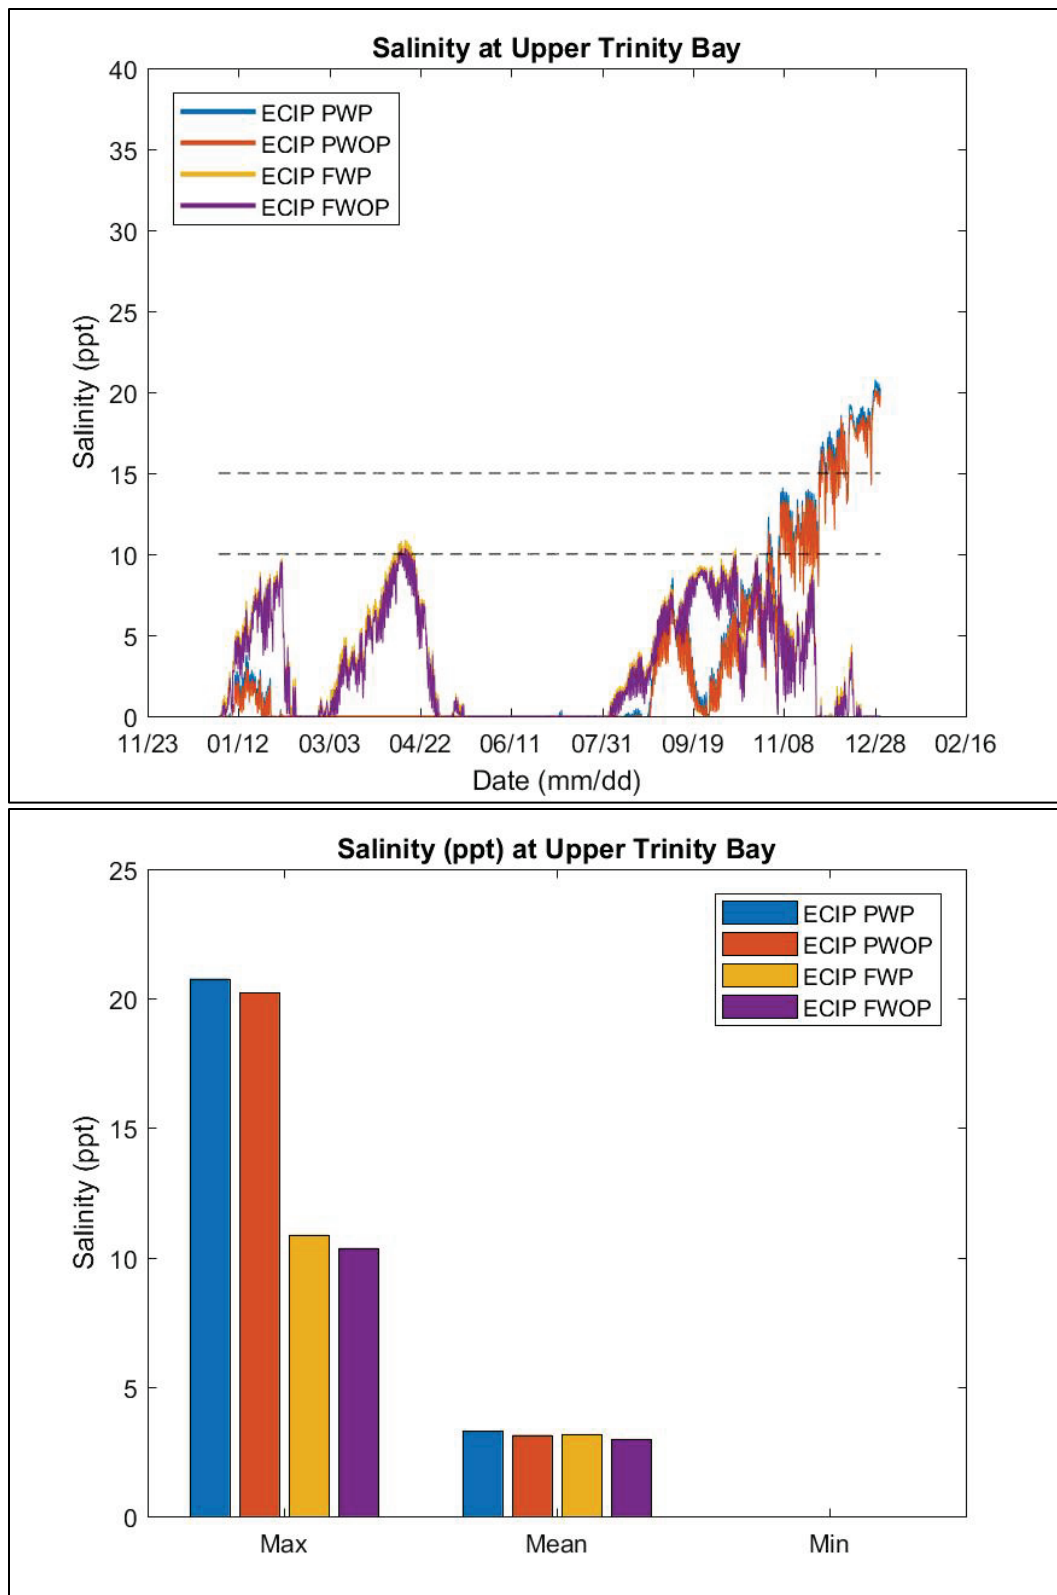 Salinity at Upper Trinity Bay
40
35
30
25
20
15
10
5
0
Salinity (ppt)
ECIP PWP
ECIP PWOP
ECIP FWP
ECIP FWOP
11/23 01/12 03/03 04/22 06/11 07/31 09/19 11/08 12/28 02/16
Date (mm/dd)
Salinity (ppt) at Upper Trinity Bay
25
20
15
10
5
0
Salinity (ppt)
ECIP PWP
ECIP PWOP
ECIP FWP
ECIP FWOP
Max Mean Min